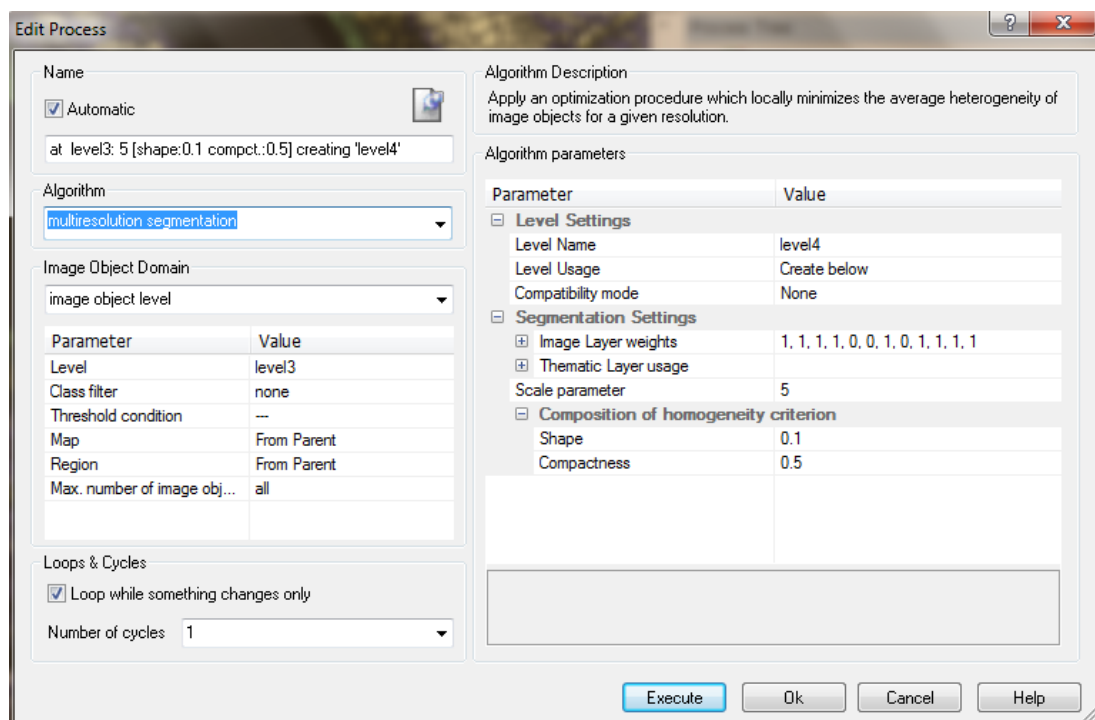 Edit Process
Name
Automatic
at level3: 5 [shape:0.1 compct.:0.5] creating 'level4'
Algorithm
multiresolution segmentation
Image Object Domain
image object level
Parameter Value
Level level3
Class filter none
Threshold condition ---
Map From Parent
Region From Parent
Max. number of image obj... all
Loops & Cycles
Loop while something changes only
Number of cycles 1
Algorithm Description
Apply an optimization procedure which locally minimizes the average heterogeneity of
image objects for a given resolution.
Algorithm parameters
Parameter Value
Level Settings
Level Name level4
Level Usage Create below
Compatibility mode None
Segmentation Settings
Image Layer weights 1, 1, 1, 1, 0, 0, 1, 0, 1, 1, 1, 1
Thematic Layer usage
Scale parameter 5
Composition of homogeneity criterion
Shape 0.1
Compactness 0.5
Execute Ok Cancel Help